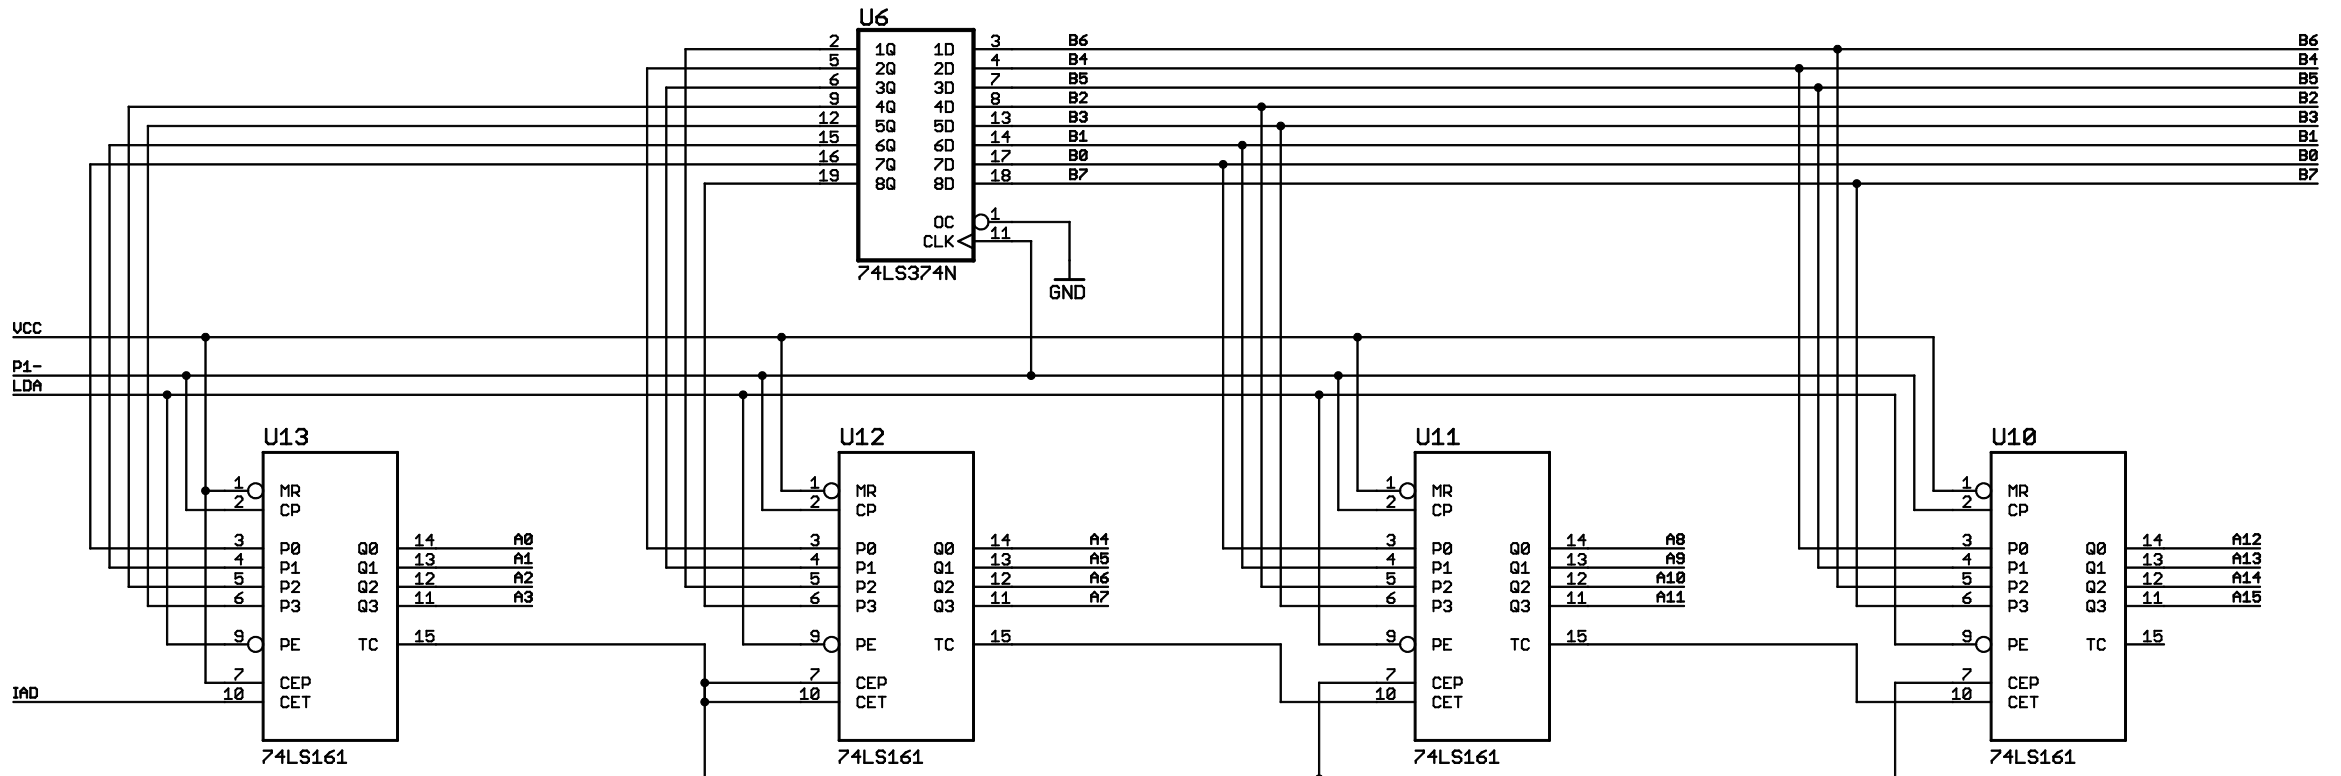 U6
2 1Q 1D 3 B6 B6
5 2Q 2D 4 B4 B4
6 3Q 3D 7 B5 B5
9 4Q 4D 8 B2 B2
12 5Q 5D 13 B3 B3
15 6Q 6D 14 B1 B1
16 7Q 7D 17 B0 B0
19 8Q 8D 18 B7 B7
OC 1
CLK 11
74LS374N
GND
VCC
P1-
LDA
U13 U12 U11 U10
1 MR 1 MR 1 MR 1 MR
2 CP 2 CP 2 CP 2 CP
3 P0 Q0 14 A0 3 P0 Q0 14 A4 3 P0 Q0 14 A8 3 P0 Q0 14 A12
4 P1 Q1 13 A1 4 P1 Q1 13 A5 4 P1 Q1 13 A9 4 P1 Q1 13 A13
5 P2 Q2 12 A2 5 P2 Q2 12 A6 5 P2 Q2 12 A10 5 P2 Q2 12 A14
6 P3 Q3 11 A3 6 P3 Q3 11 A7 6 P3 Q3 11 A11 6 P3 Q3 11 A15
9 PE TC 15 9 PE TC 15 9 PE TC 15 9 PE TC 15
7 CEP 7 CEP 7 CEP 7 CEP
IAD 10 CET 10 CET 10 CET 10 CET
74LS161 74LS161 74LS161 74LS161